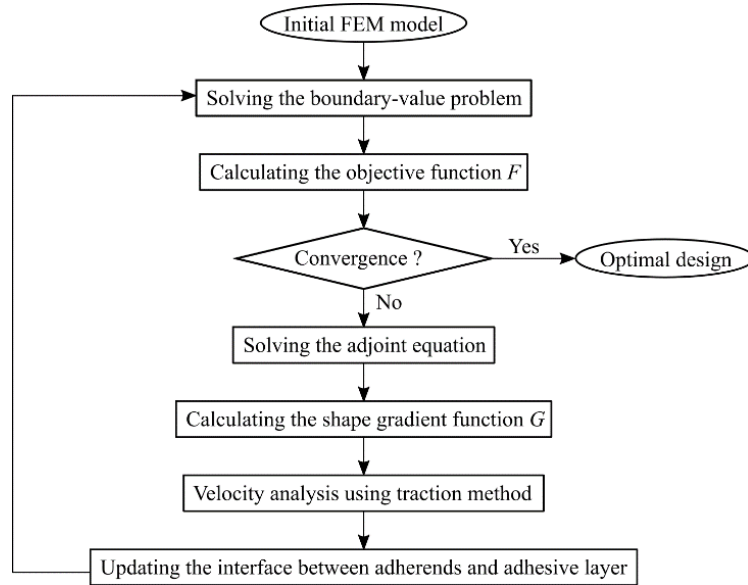 Initial FEM model
Solving the boundary-value problem
Calculating the objective function F
Convergence ?
Yes
Optimal design
No
Solving the adjoint equation
Calculating the shape gradient function G
Velocity analysis using traction method
Updating the interface between adherends and adhesive layer